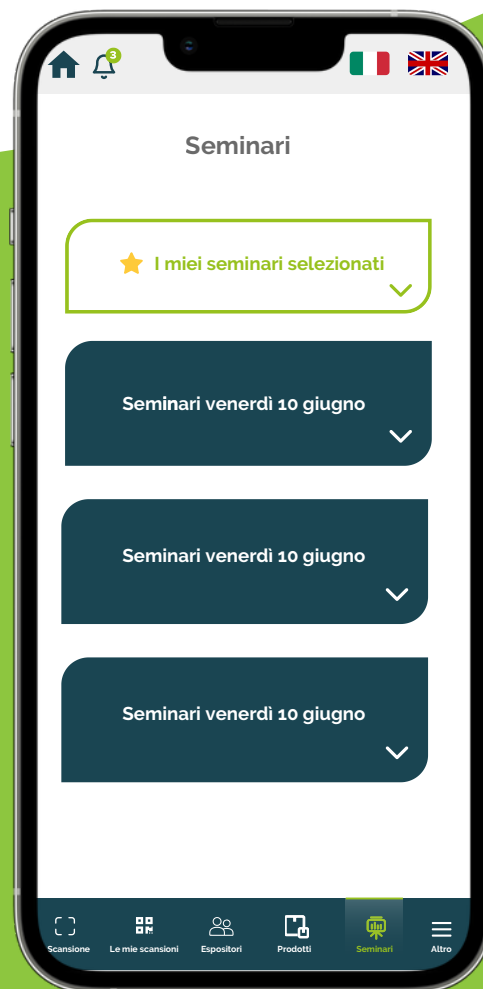 3
Seminari
I miei seminari selezionati
Seminari venerdì 10 giugno
Seminari venerdì 10 giugno
Seminari venerdì 10 giugno
Scansione Le mie scansioni Espositori Prodotti Seminari Altro